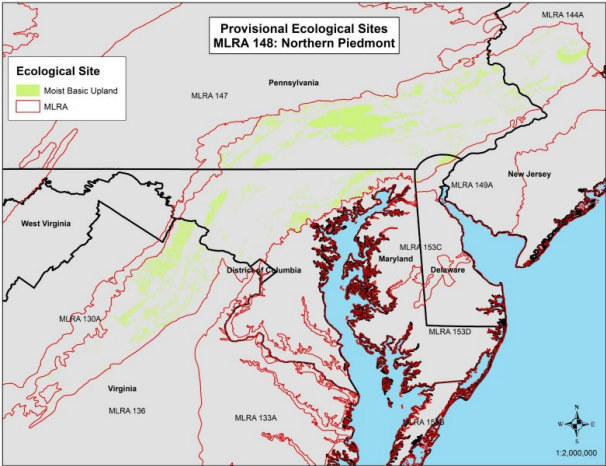 Provisional Ecological Sites
MLRA 148: Northern Piedmont
MLRA 144A
Ecological Site
Moist Basic Upland
MLRA
Pennsylvania
MLRA 147
New Jersey
MLRA 149A
West Virginia
MLRA 153C
Maryland
District of Columbia
Delaware
MLRA 130A
MLRA 153D
Virginia
MLRA 136
MLRA 133A
N
W
E
S
1:2,000,000